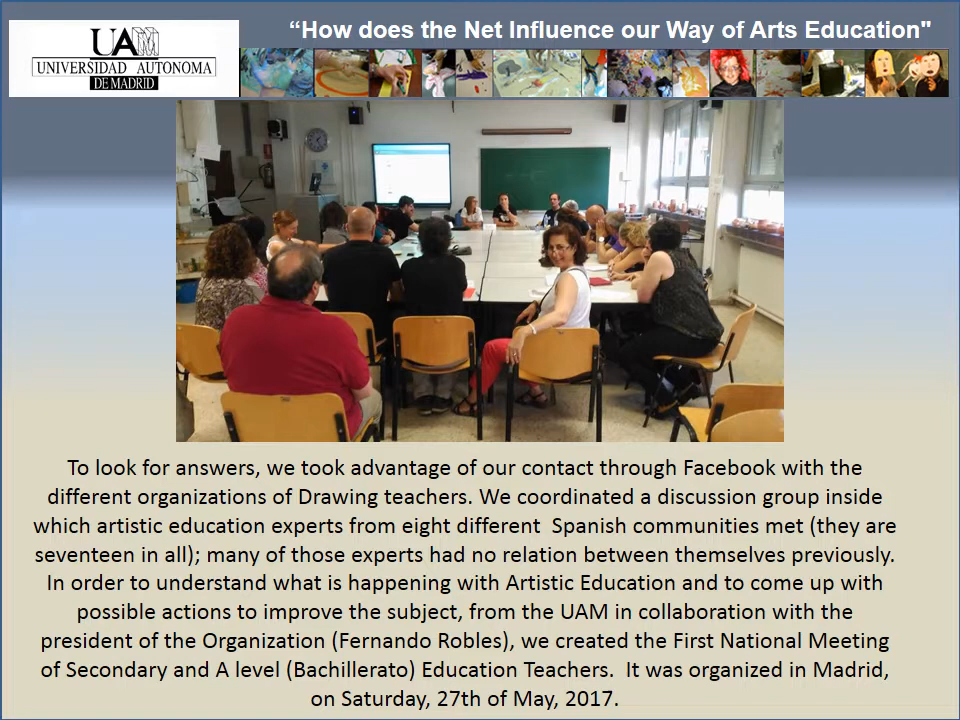 UAM
UNIVERSIDAD AUTONOMA
DE MADRID
“How does the Net Influence our Way of Arts Education"
To look for answers, we took advantage of our contact through Facebook with the
different organizations of Drawing teachers. We coordinated a discussion group inside
which artistic education experts from eight different  Spanish communities met (they are
seventeen in all); many of those experts had no relation between themselves previously.
In order to understand what is happening with Artistic Education and to come up with
possible actions to improve the subject, from the UAM in collaboration with the
president of the Organization (Fernando Robles), we created the First National Meeting
of Secondary and A level (Bachillerato) Education Teachers.  It was organized in Madrid,
on Saturday, 27th of May, 2017.